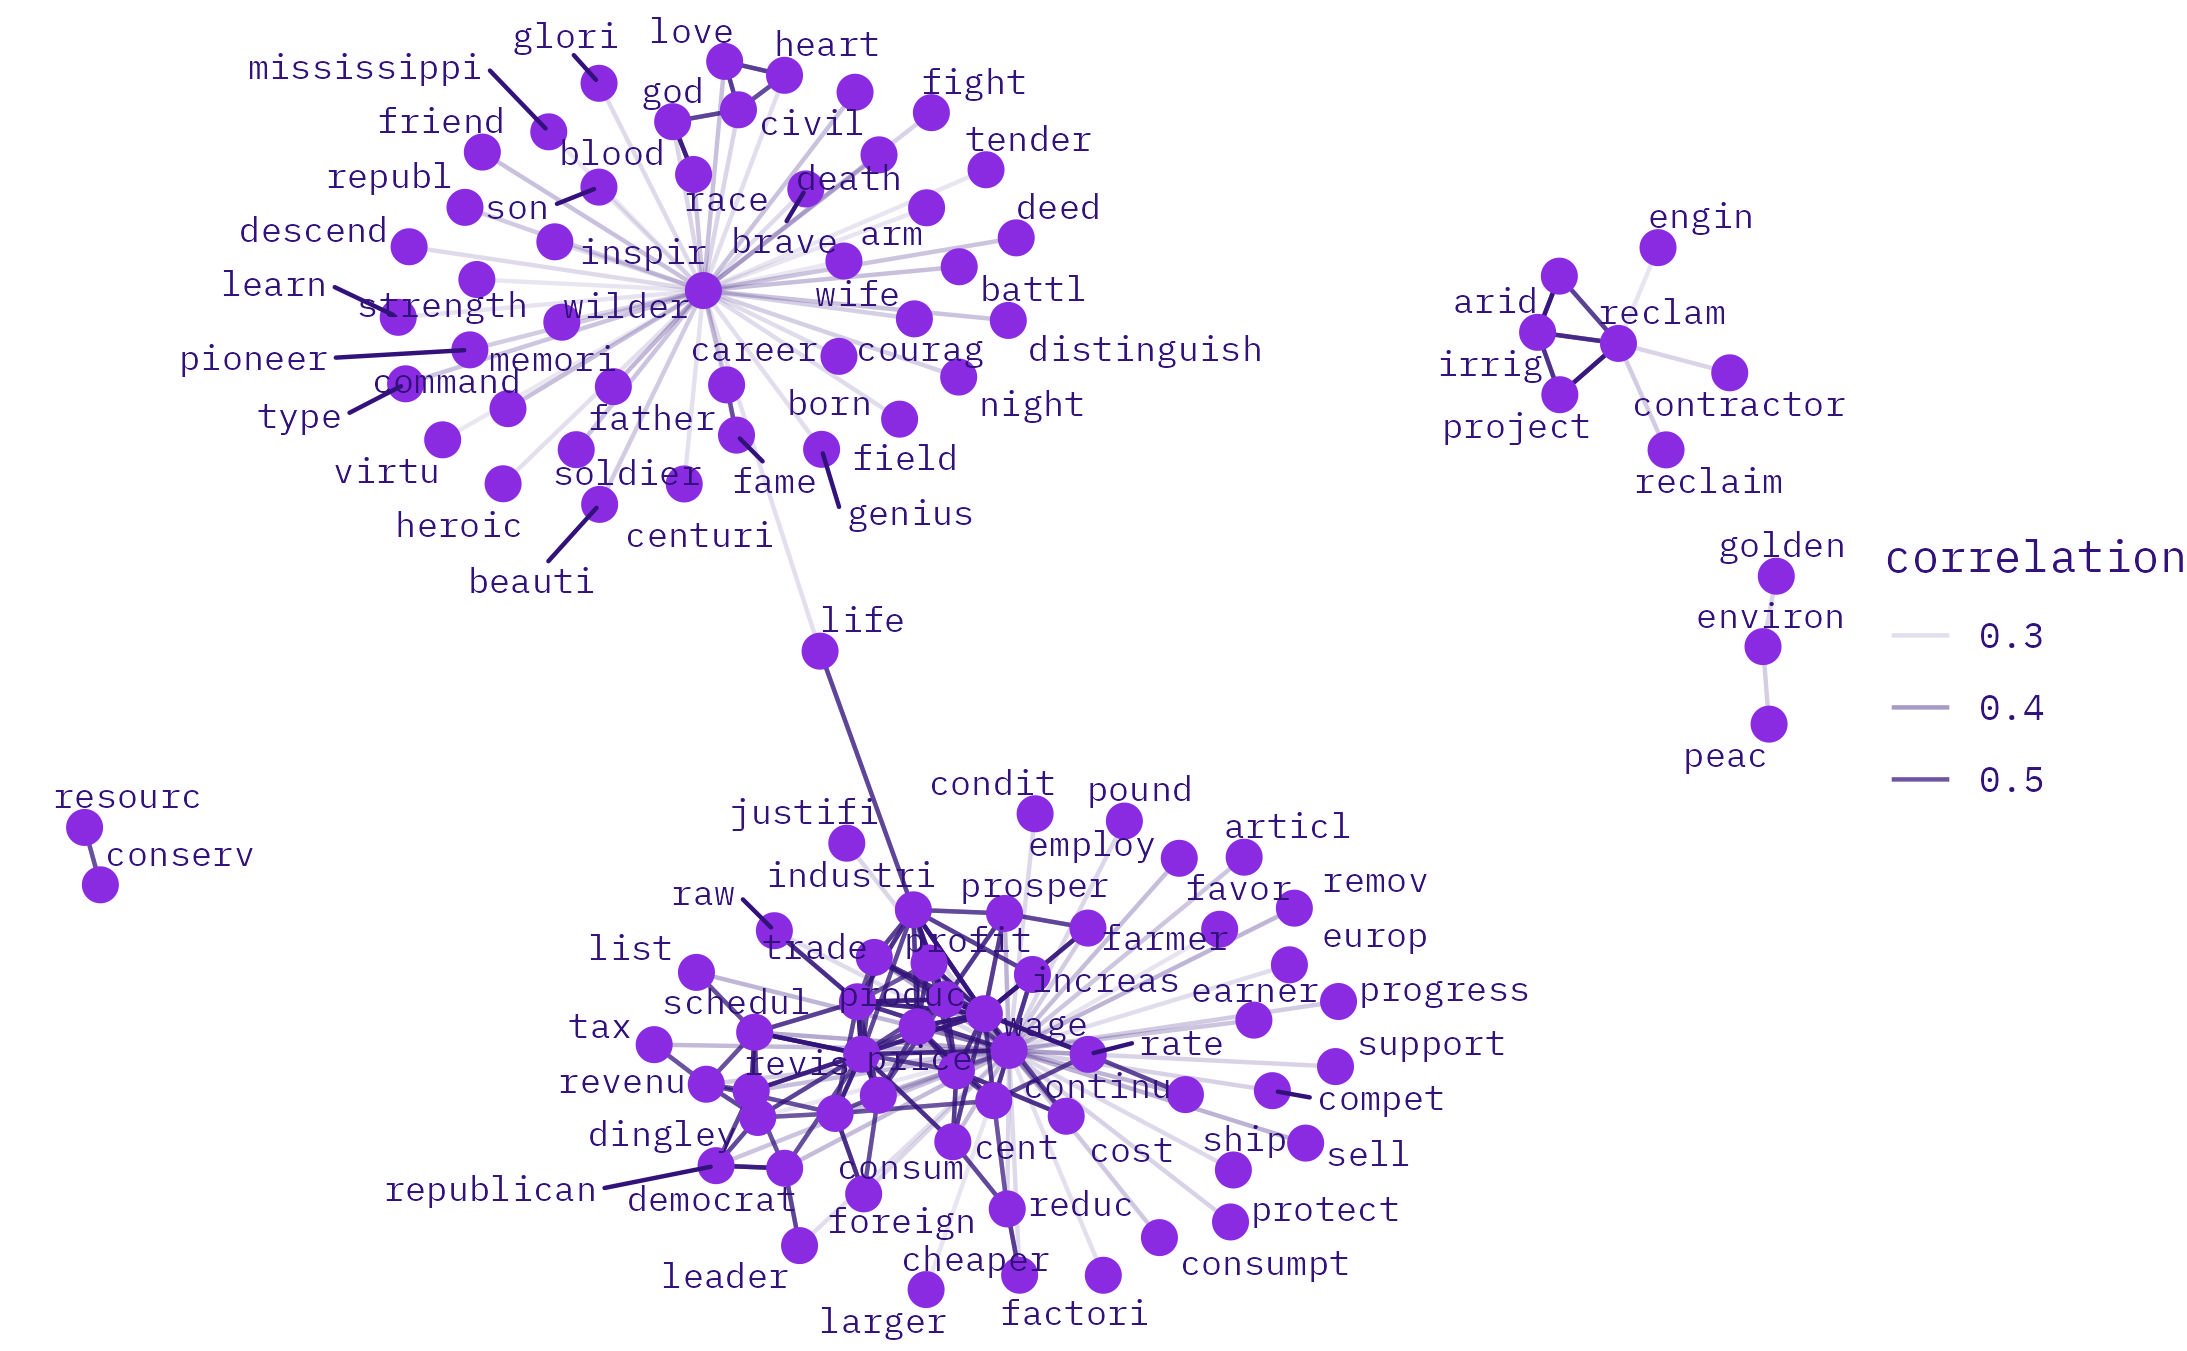 glori
love
heart
mississippi
god
fight
friend
civil
tender
blood
republ
death
son
race
deed
descend
inspir
brave
arm
learn
strength
wilder
wife
battl
pioneer
memori
career
courag
distinguish
command
type
father
born
night
virtu
soldier
fame
field
heroic
centuri
genius
beauti
life
engin
arid
reclam
irrig
contractor
project
reclaim
golden
environ
peac
correlation
0.3
0.4
0.5
resourc
conserv
condit
pound
justifi
employ
articl
industri
prosper
favor
remov
raw
list
trade
profit
farmer
europ
schedul
produc
increas
earner
progress
tax
wage
rate
support
revenu
revis
price
continu
compet
dingley
consum
cent
cost
ship
sell
republican
democrat
foreign
reduc
protect
leader
cheaper
consumpt
larger
factori